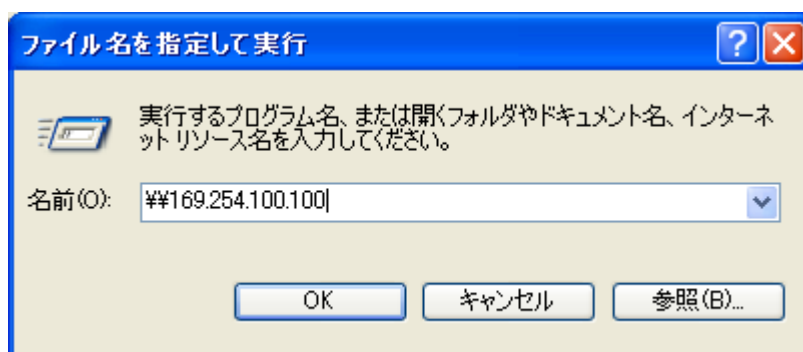 ファイル名を指定して実行
実行するプログラム名、または開くフォルダやドキュメント名、インターネ
ット リソース名を入力してください。
名前(O):
¥¥169.254.100.100
OK
キャンセル
参照(B)...